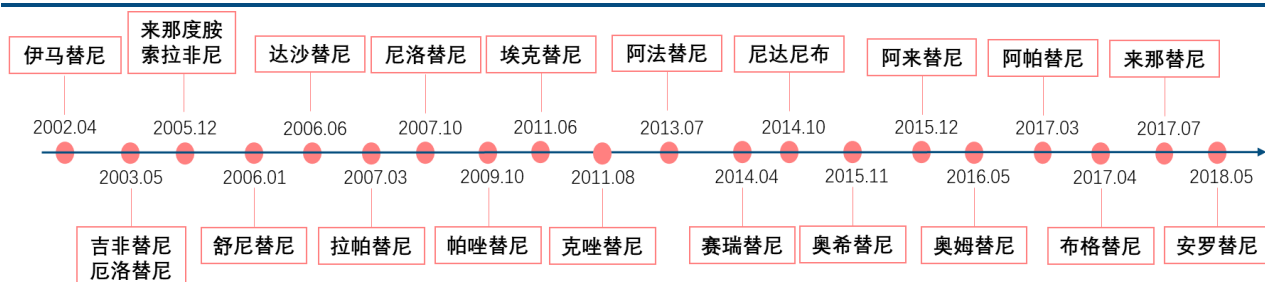 来那度胺
伊马替尼
索拉非尼
达沙替尼
尼洛替尼
埃克替尼
阿法替尼
尼达尼布
阿来替尼
阿帕替尼
来那替尼
2002.04
2005.12
2006.06
2007.10
2011.06
2013.07
2014.10
2015.12
2017.03
2017.07
2003.05
2006.01
2007.03
2009.10
2011.08
2014.04
2015.11
2016.05
2017.04
2018.05
吉非替尼
厄洛替尼
舒尼替尼
拉帕替尼
帕唑替尼
克唑替尼
赛瑞替尼
奥希替尼
奥姆替尼
布格替尼
安罗替尼